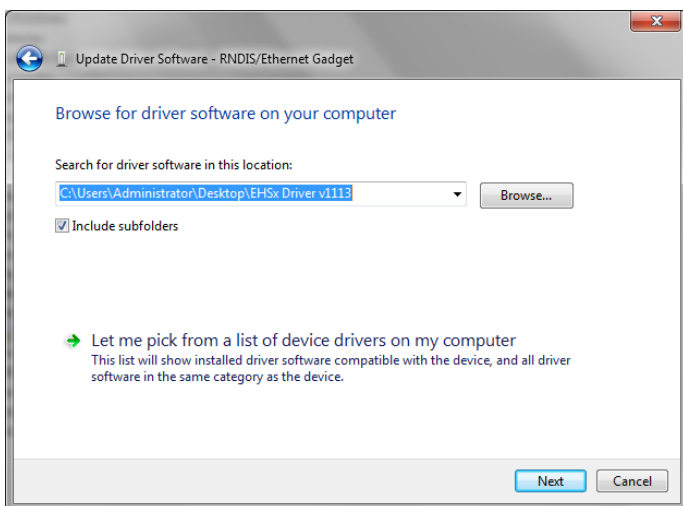 Update Driver Software - RNDIS/Ethernet Gadget
Browse for driver software on your computer
Search for driver software in this location:
C:\Users\Administrator\Desktop\EHSx Driver v1113
Browse...
Include subfolders
Let me pick from a list of device drivers on my computer
This list will show installed driver software compatible with the device, and all driver
software in the same category as the device.
Next
Cancel